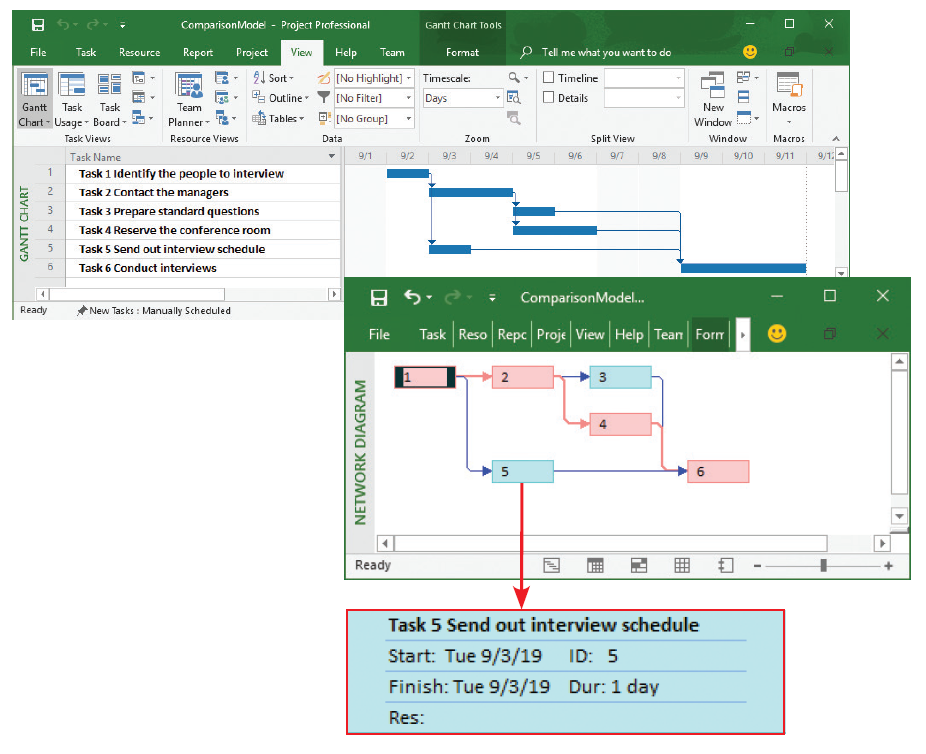 ComparisonModel - Project Professional
Gantt Chart Tools
File Task Resource Report Project View Help Team Format Tell me what you want to do
Gantt Chart
Task Usage
Task Board
Task Views
Team Planner
Resource Views
Sort
Outline
Tables
[No Highlight]
[No Filter]
[No Group]
Data
Timescale:
Days
Zoom
Timeline
Details
Split View
New Window
Window
Macros
Macros
Task Name 9/1 9/2 9/3 9/4 9/5 9/6 9/7 9/8 9/9 9/10 9/11 9/12
GANTT CHART
1 Task 1 Identify the people to interview
2 Task 2 Contact the managers
3 Task 3 Prepare standard questions
4 Task 4 Reserve the conference room
5 Task 5 Send out interview schedule
6 Task 6 Conduct interviews
Ready New Tasks : Manually Scheduled
ComparisonModel...
File Task Reso Repo Proje View Help Team Form
NETWORK DIAGRAM
1 2 3
4
5 6
Ready
Task 5 Send out interview schedule
Start: Tue 9/3/19 ID: 5
Finish: Tue 9/3/19 Dur: 1 day
Res: